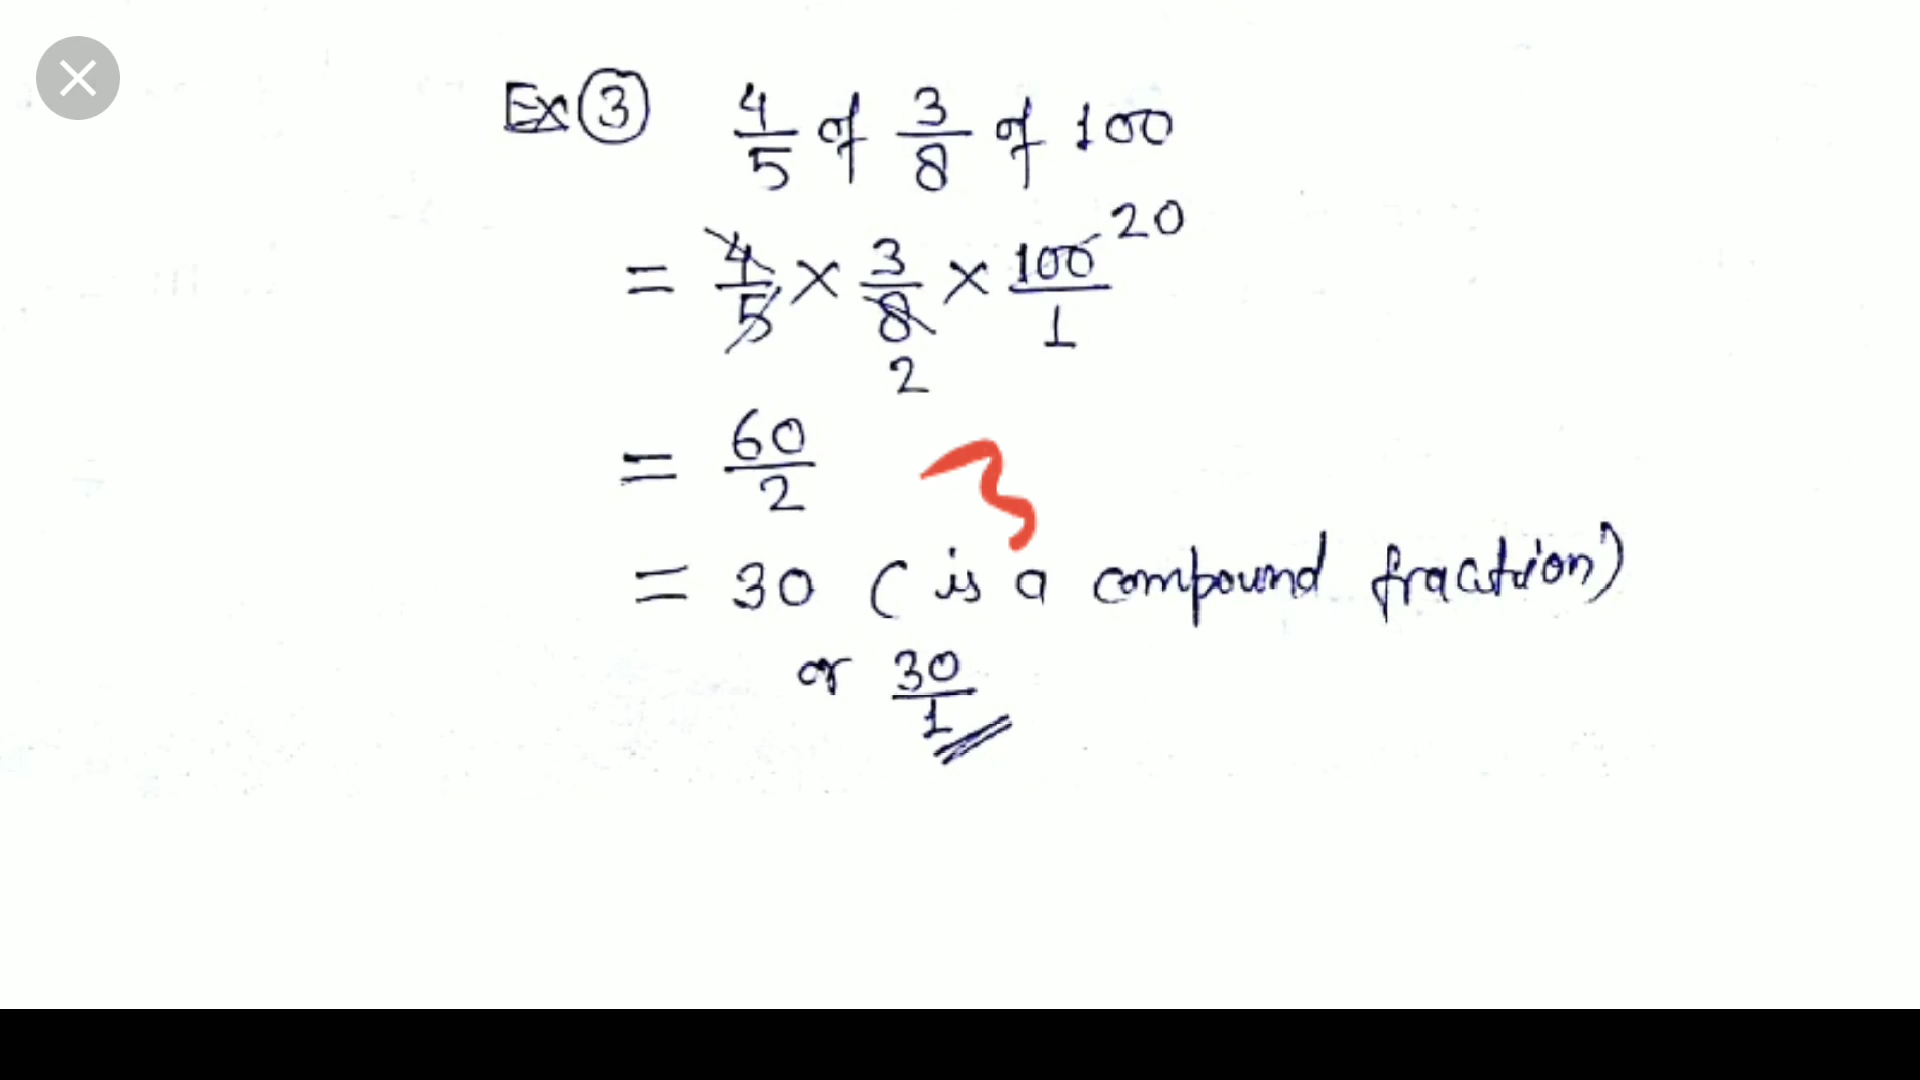 Ex ③ 4/5 of 3/8 of 100
= 4/5 × 3/8 × 100/1 20
2
= 60/2
= 30 (is a compound fraction)
or 30/1